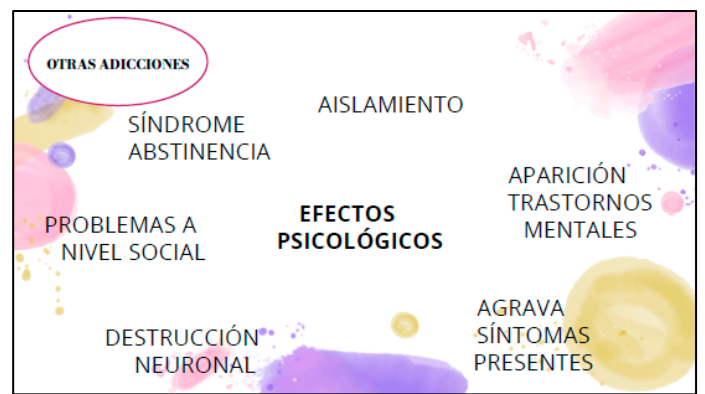 OTRAS ADICCIONES
AISLAMIENTO
SÍNDROME
ABSTINENCIA
APARICIÓN
TRASTORNOS
MENTALES
PROBLEMAS A
NIVEL SOCIAL
EFECTOS
PSICOLÓGICOS
AGRAVA
SÍNTOMAS
PRESENTES
DESTRUCCIÓN
NEURONAL